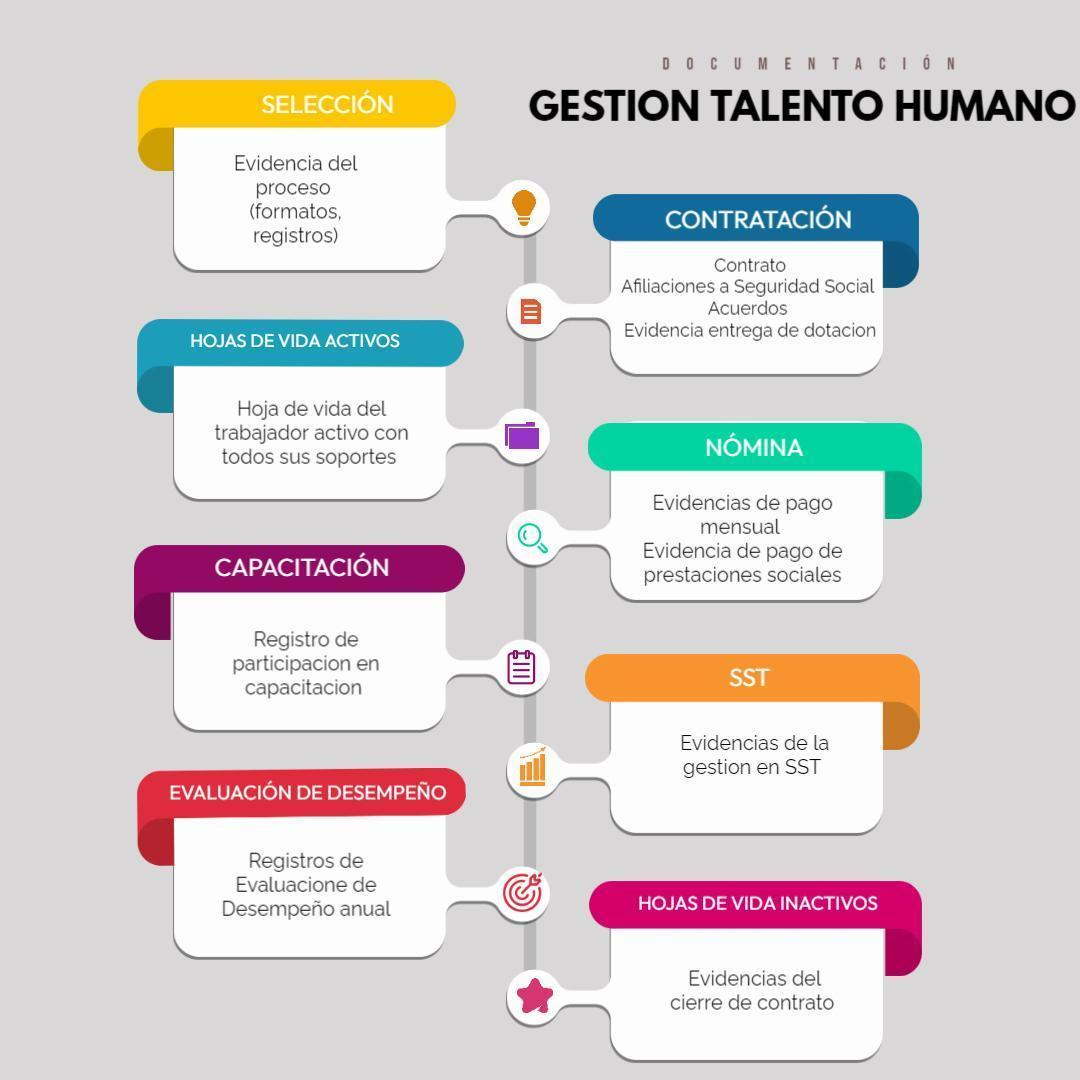 DOCUMENTACIÓN
GESTION TALENTO HUMANO
SELECCIÓN
Evidencia del
proceso
(formatos,
registros)
CONTRATACIÓN
Contrato
Afiliaciones a Seguridad Social
Acuerdos
Evidencia entrega de dotacion
HOJAS DE VIDA ACTIVOS
Hoja de vida del
trabajador activo con
todos sus soportes
NÓMINA
Evidencias de pago
mensual
Evidencia de pago de
prestaciones sociales
CAPACITACIÓN
Registro de
participacion en
capacitacion
SST
Evidencias de la
gestion en SST
EVALUACIÓN DE DESEMPEÑO
Registros de
Evaluacione de
Desempeño anual
HOJAS DE VIDA INACTIVOS
Evidencias del
cierre de contrato